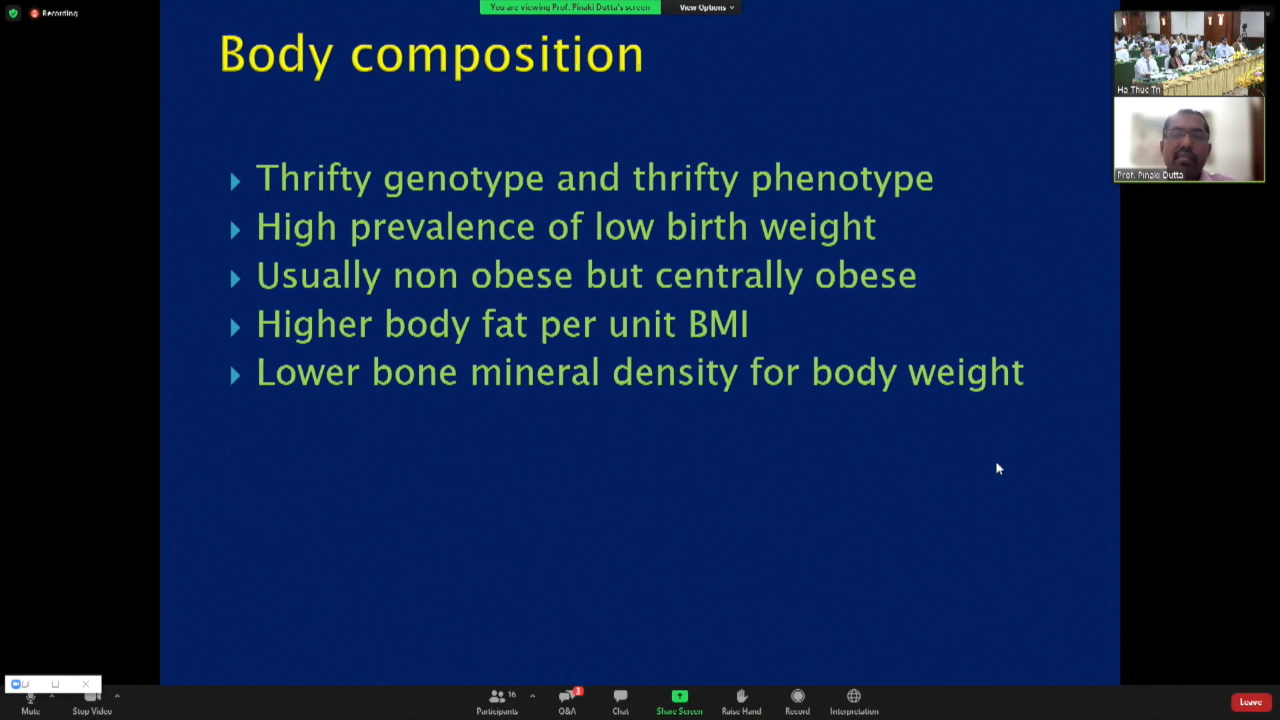 Recording
You are viewing Prof. Pinaki Dutta's screen
View Options
Body composition
Thrifty genotype and thrifty phenotype
High prevalence of low birth weight
Usually non obese but centrally obese
Higher body fat per unit BMI
Lower bone mineral density for body weight
Ha Thuc Tri
Prof. Pinaki Dutta
Mute
Stop Video
Participants
16
Q&A
3
Chat
Share Screen
Raise Hand
Record
Interpretation
Leave